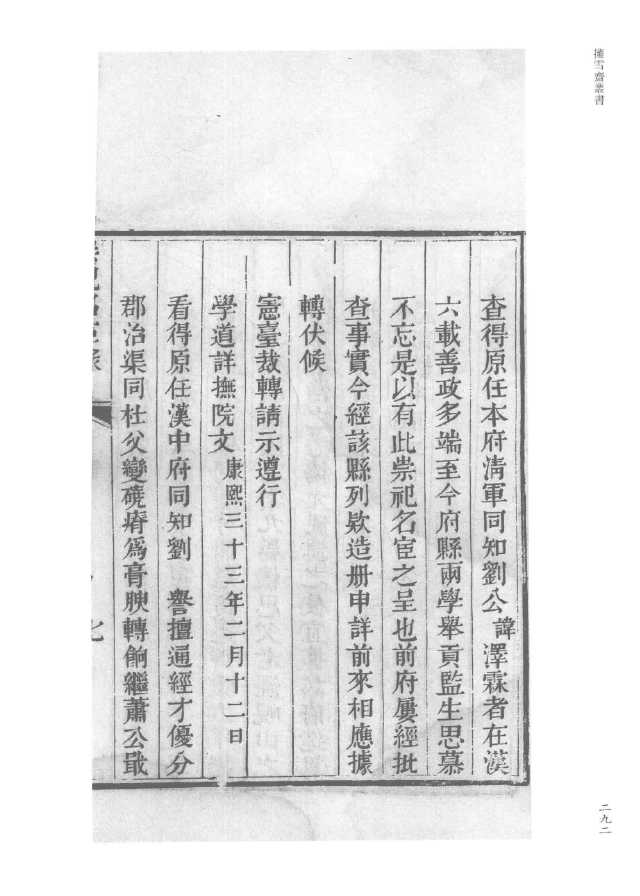 擁雪齋叢書
查得原任本府清軍同知劉公諱澤霖者在漢
六載善政多端至今府縣兩學舉貢監生思慕
不忘是以有此崇祀名宦之呈也前府屢經批
查事實今經該縣列欵造册申詳前來相應據
轉伏候
憲臺裁轉請示遵行
學道詳撫院文康熙三十三年二月十二日
看得原任漢中府同知劉 譽擅通經才優分
郡治渠同杜父變磽瘠爲膏腴轉餉繼蕭公戢
七
二九二